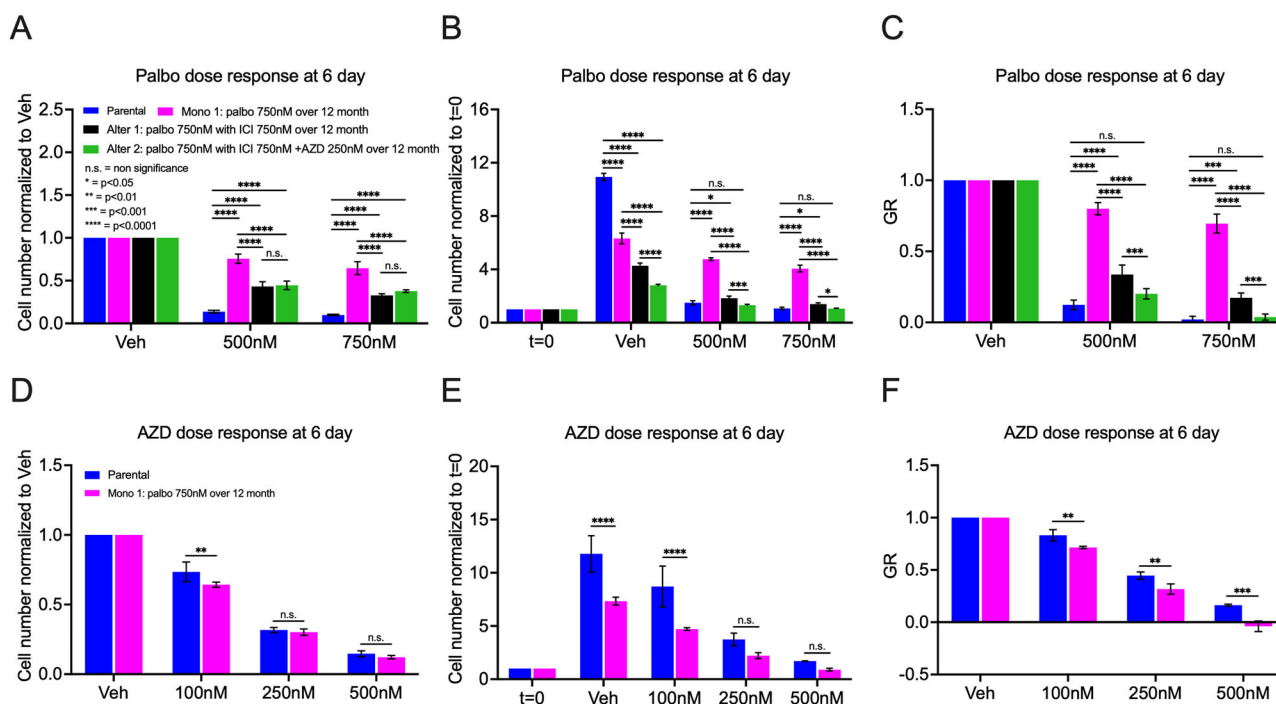 A
Palbo dose response at 6 day
Cell number normalized to Veh
2.5
2.0
1.5
1.0
0.5
0.0
Parental
Mono 1: palbo 750nM over 12 month
Alter 1: palbo 750nM with ICI 750nM over 12 month
Alter 2: palbo 750nM with ICI 750nM +AZD 250nM over 12 month
n.s. = non significance
* = p<0.05
** = p<0.01
*** = p<0.001
**** = p<0.0001
****
****
****
****
n.s.
****
****
****
****
****
n.s.
Veh
500nM
750nM
B
Palbo dose response at 6 day
Cell number normalized to t=0
16
12
8
4
0
****
****
****
****
****
****
n.s.
*
****
****
****
***
n.s.
*
****
****
****
*
t=0
Veh
500nM
750nM
C
Palbo dose response at 6 day
GR
1.5
1.0
0.5
0.0
n.s.
****
****
****
****
***
n.s.
***
****
****
****
***
Veh
500nM
750nM
D
AZD dose response at 6 day
Cell number normalized to Veh
1.5
1.0
0.5
0.0
Parental
Mono 1: palbo 750nM over 12 month
**
n.s.
n.s.
Veh
100nM
250nM
500nM
E
AZD dose response at 6 day
Cell number normalized to t=0
20
15
10
5
0
****
****
n.s.
n.s.
t=0
Veh
100nM
250nM
500nM
F
AZD dose response at 6 day
GR
1.5
1.0
0.5
0.0
-0.5
**
**
***
Veh
100nM
250nM
500nM